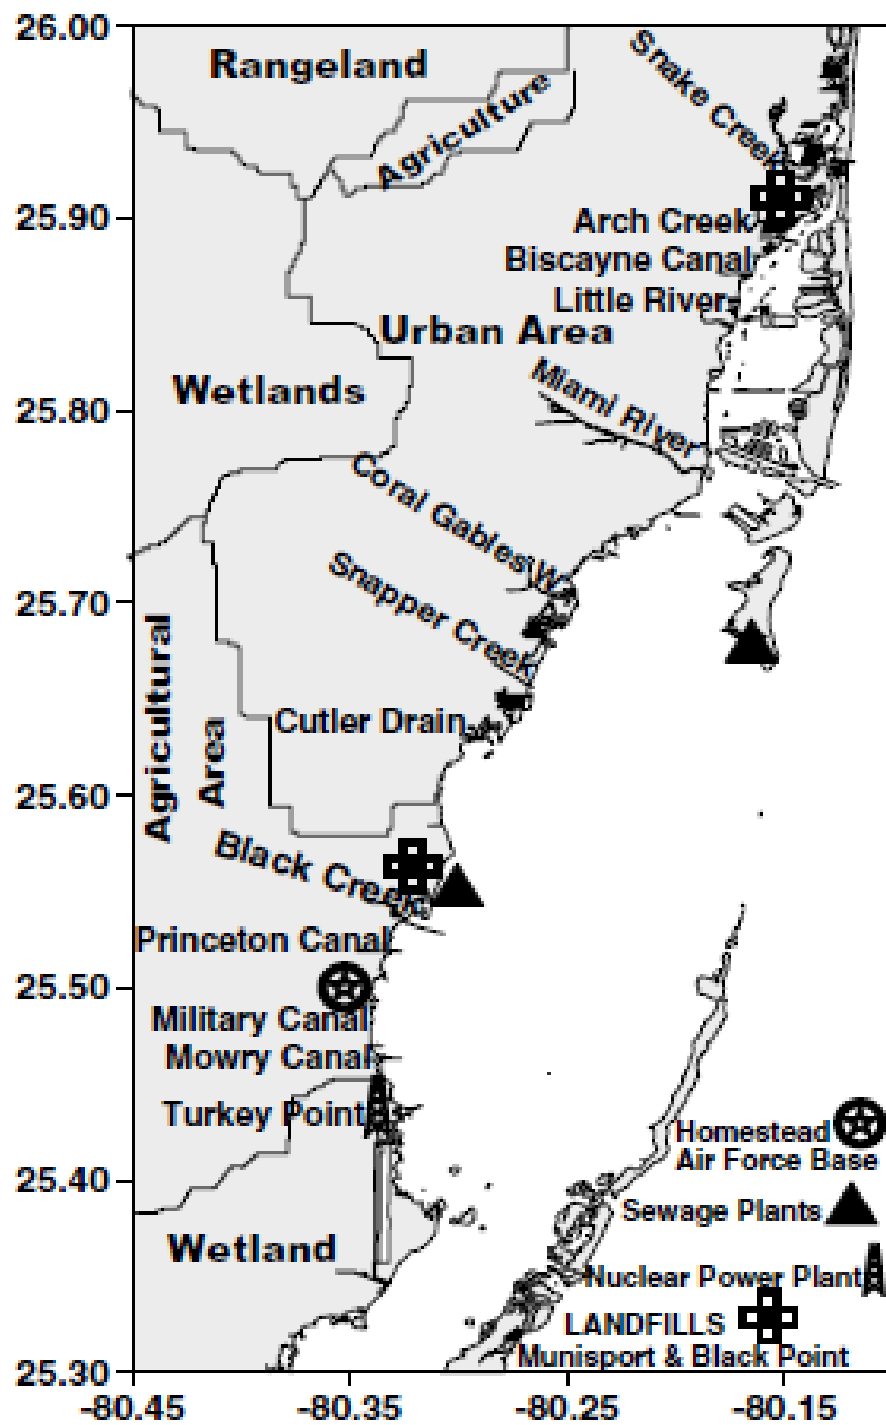 26.00
Rangeland
Snake Creek
Agriculture
25.90
Arch Creek
Biscayne Canal
Little River
Urban Area
Wetlands
Miami River
25.80
Coral Gables W
Snapper Creek
25.70
Agricultural
Area
Cutler Drain
25.60
Black Creek
Princeton Canal
25.50
Military Canal
Mowry Canal
Turkey Point
Homestead
Air Force Base
25.40
Sewage Plants
Wetland
Nuclear Power Plant
LANDFILLS
Munisport & Black Point
25.30
-80.45 -80.35 -80.25 -80.15